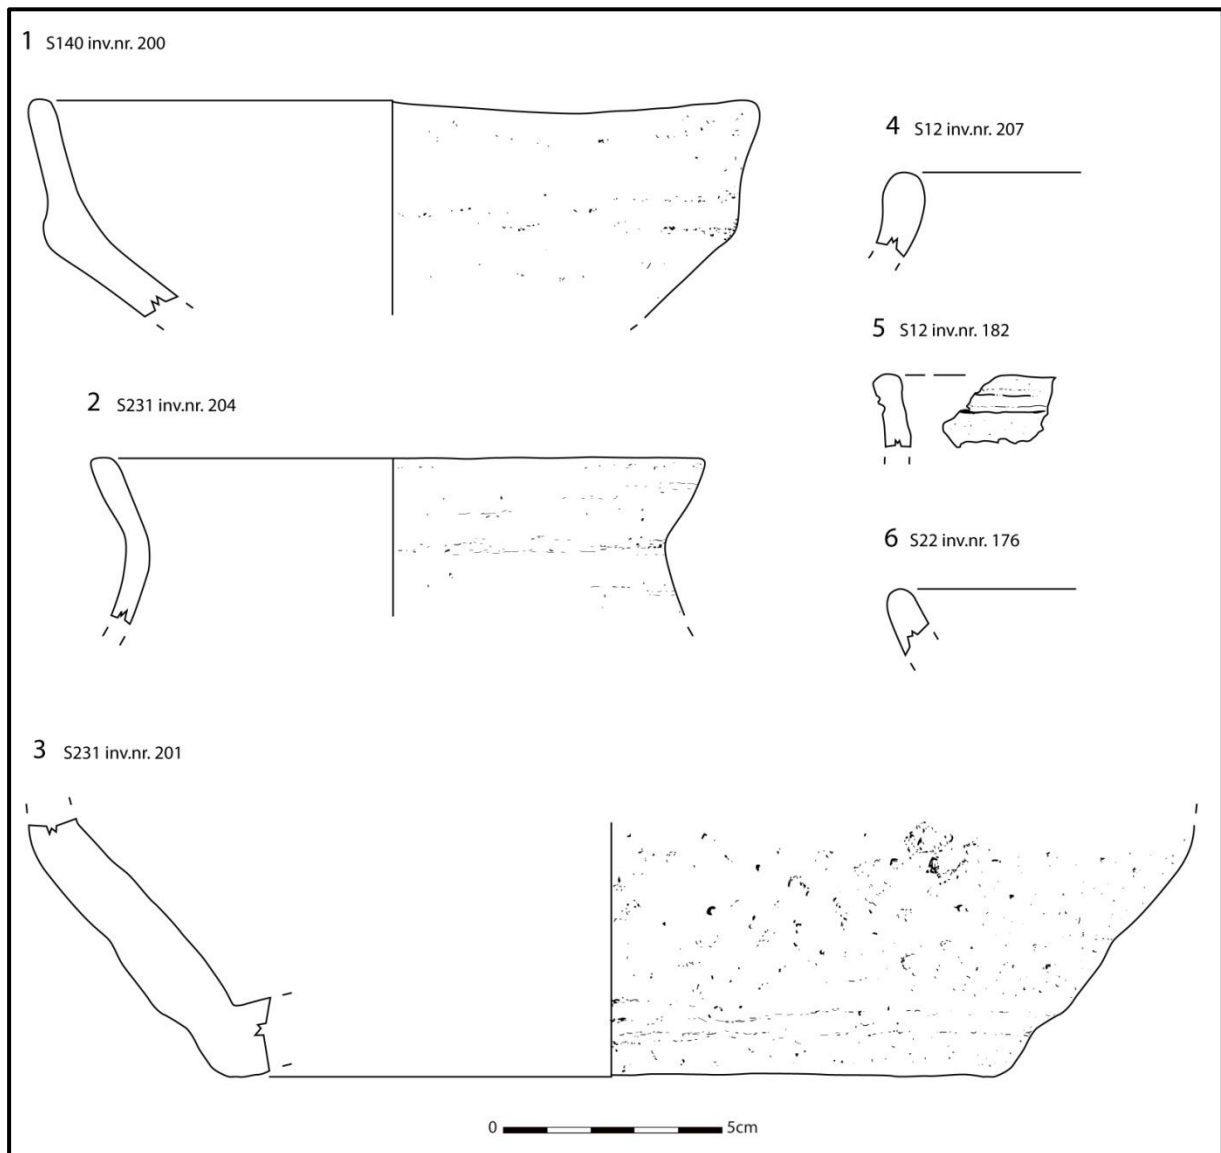 1 S140 inv.nr. 200
4 S12 inv.nr. 207
5 S12 inv.nr. 182
2 S231 inv.nr. 204
6 S22 inv.nr. 176
3 S231 inv.nr. 201
0 5cm